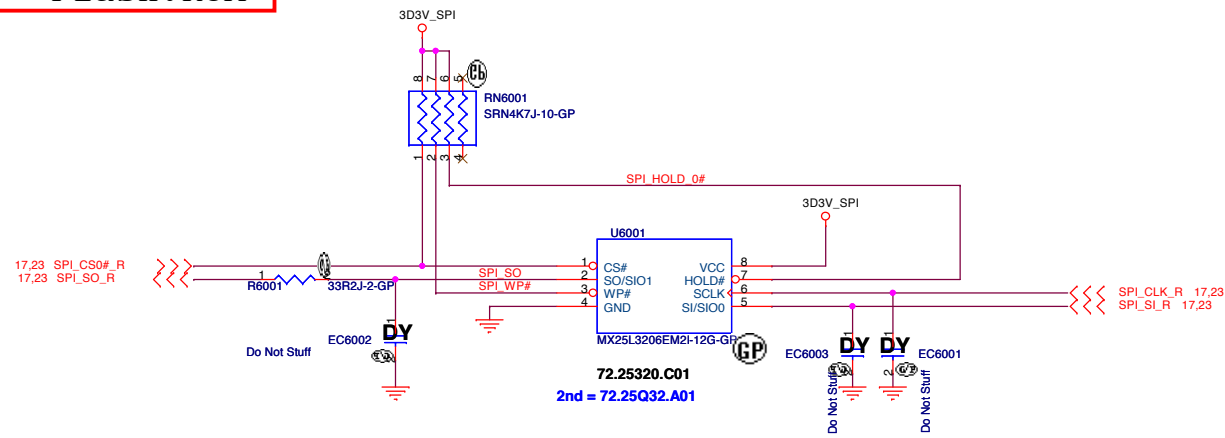 3D3V_SPI
8 7 6 5
RN6001
SRN4K7J-10-GP
1 2 3 4
SPI_HOLD_0#
3D3V_SPI
U6001
17,23 SPI_CS0#_R
17,23 SPI_SO_R
1
R6001
33R2J-2-GP
SPI_SO
SPI_WP#
1 CS#
2 SO/SIO1
3 WP#
4 GND
VCC 8
HOLD# 7
SCLK 6
SI/SIO0 5
SPI_CLK_R 17,23
SPI_SI_R 17,23
MX25L3206EM2I-12G-GP
GP
72.25320.C01
2nd = 72.25Q32.A01
Do Not Stuff
EC6002
DY
1
EC6003
DY
1
Do Not Stuff
DY
1
2
EC6001
Do Not Stuff